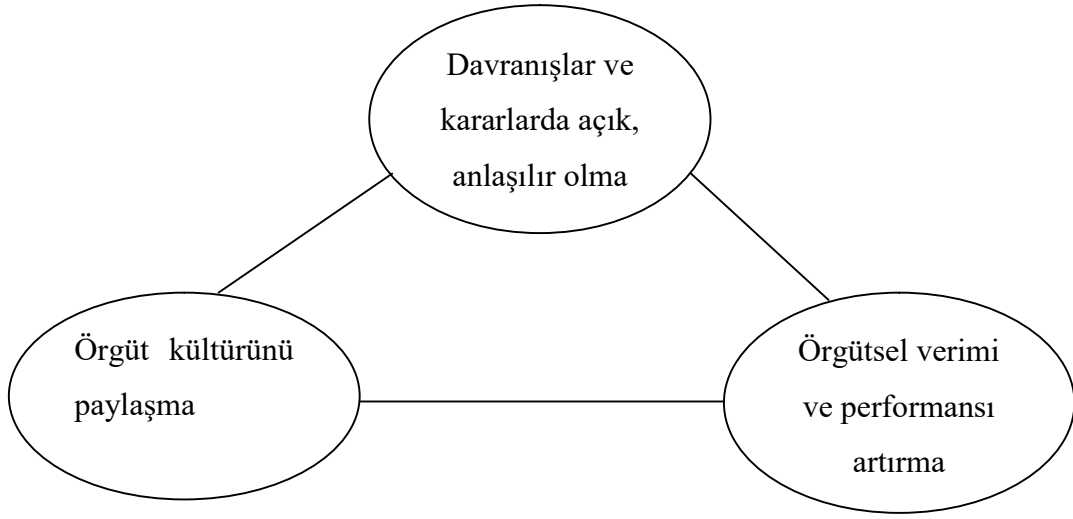 Davranışlar ve
kararlarda açık,
anlaşılır olma
Örgüt kültürünü
paylaşma
Örgütsel verimi
ve performansı
artırma